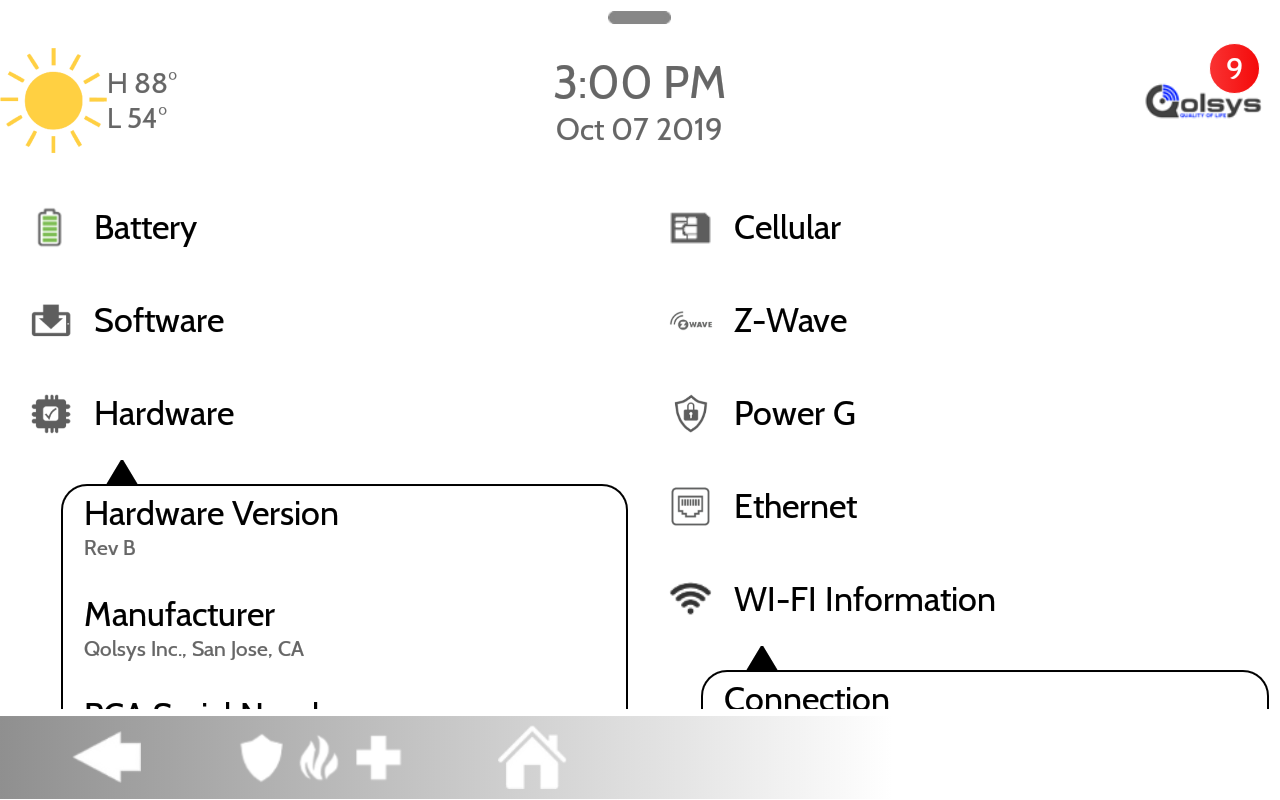 H 88°
L 54°
3:00 PM
Oct 07 2019
9
Qolsys
QUALITY OF LIFE
Battery
Software
Hardware
Hardware Version
Rev B
Manufacturer
Qolsys Inc., San Jose, CA
Cellular
Z-WAVE
Z-Wave
Power G
Ethernet
WI-FI Information
Connection